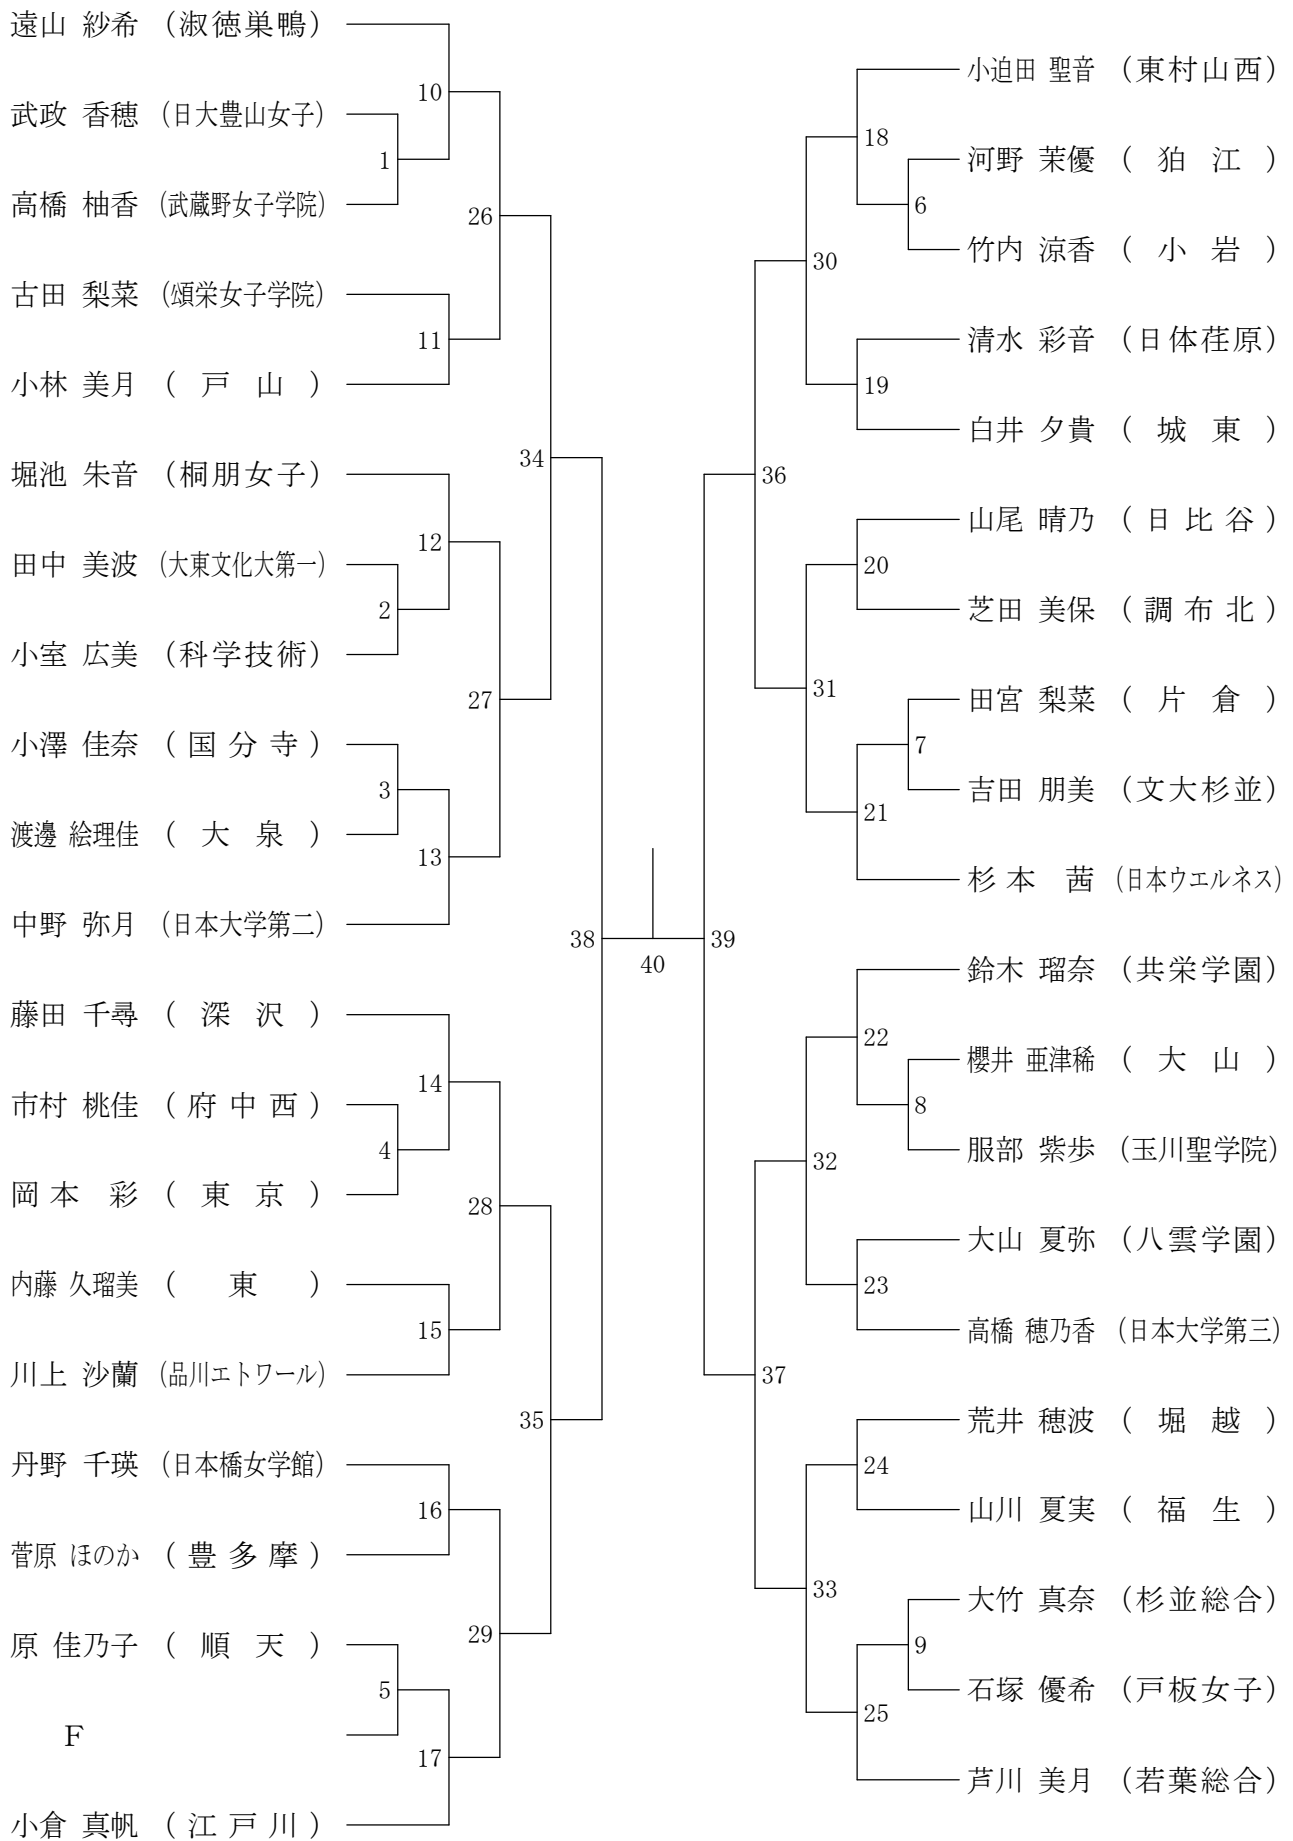 遠山 紗希 （淑徳巣鴨）
10
武政 香穂 （日大豊山女子）
1
高橋 柚香 （武蔵野女子学院）
26
古田 梨菜 （頌栄女子学院）
11
小林 美月 （ 戸 山 ）
34
堀池 朱音 （桐朋女子）
12
田中 美波 （大東文化大第一）
2
小室 広美 （科学技術）
27
小澤 佳奈 （ 国 分 寺 ）
3
渡邊 絵理佳 （ 大 泉 ）
13
中野 弥月 （日本大学第二）
38
藤田 千尋 （ 深 沢 ）
14
市村 桃佳 （ 府 中 西 ）
4
岡 本 彩 （ 東 京 ）
28
内藤 久瑠美 （ 東 ）
15
川上 沙蘭 （品川エトワール）
35
丹野 千瑛 （日本橋女学館）
16
菅原 ほのか （ 豊 多 摩 ）
29
原 佳乃子 （ 順 天 ）
5
F
17
小倉 真帆 （ 江 戸 川 ）
40
小迫田 聖音 （東村山西）
18
河野 茉優 （ 狛 江 ）
6
竹内 涼香 （ 小 岩 ）
30
清水 彩音 （日体荏原）
19
白井 夕貴 （ 城 東 ）
36
山尾 晴乃 （ 日 比 谷 ）
20
芝田 美保 （ 調 布 北 ）
31
田宮 梨菜 （ 片 倉 ）
7
吉田 朋美 （文大杉並）
21
杉 本 茜 （日本ウエルネス）
39
鈴木 瑠奈 （共栄学園）
22
櫻井 亜津稀 （ 大 山 ）
8
服部 紫歩 （玉川聖学院）
32
大山 夏弥 （八雲学園）
23
高橋 穂乃香 （日本大学第三）
37
荒井 穂波 （ 堀 越 ）
24
山川 夏実 （ 福 生 ）
33
大竹 真奈 （杉並総合）
9
石塚 優希 （戸板女子）
25
芦川 美月 （若葉総合）